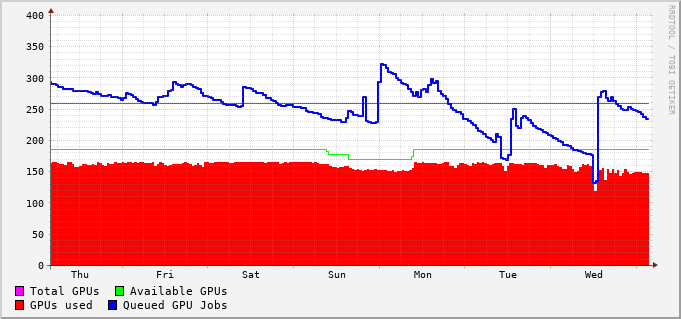 400
350
300
250
200
150
100
50
0
Thu Fri Sat Sun Mon Tue Wed
Total GPUs Available GPUs
GPUs used Queued GPU Jobs
RRDTOOL / TOBI OETIKER